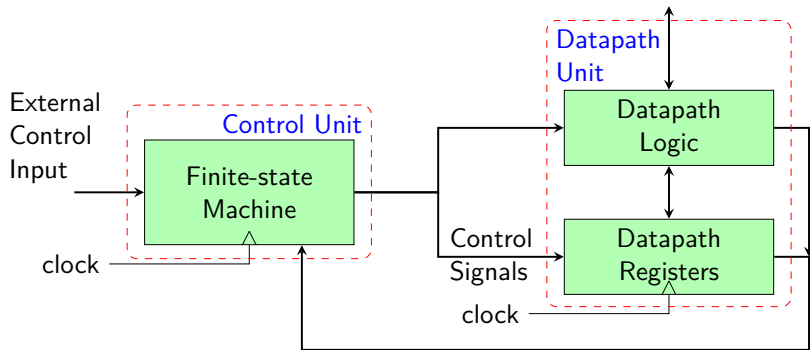 External
Control
Input
Control Unit
Finite-state
Machine
clock
Control
Signals
Datapath
Unit
Datapath
Logic
Datapath
Registers
clock